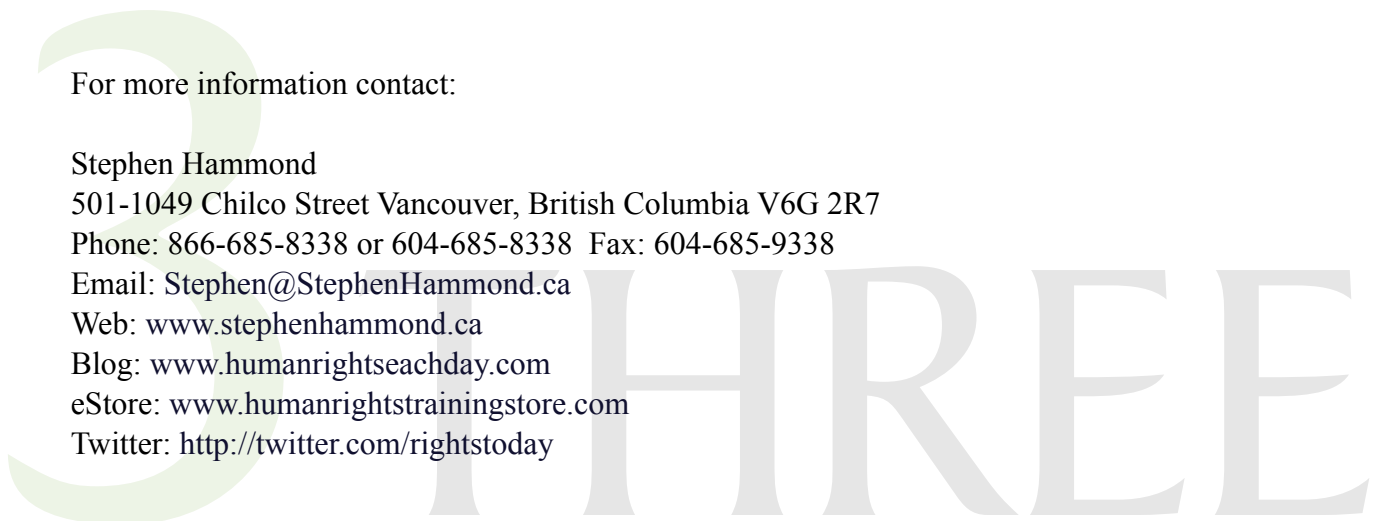 For more information contact:
Stephen Hammond
501-1049 Chilco Street Vancouver, British Columbia V6G 2R7
Phone: 866-685-8338 or 604-685-8338  Fax: 604-685-9338
Email: Stephen@StephenHammond.ca
Web: www.stephenhammond.ca
Blog: www.humanrightseachday.com
eStore: www.humanrightstrainingstore.com
Twitter: http://twitter.com/rightstoday
3 THREE